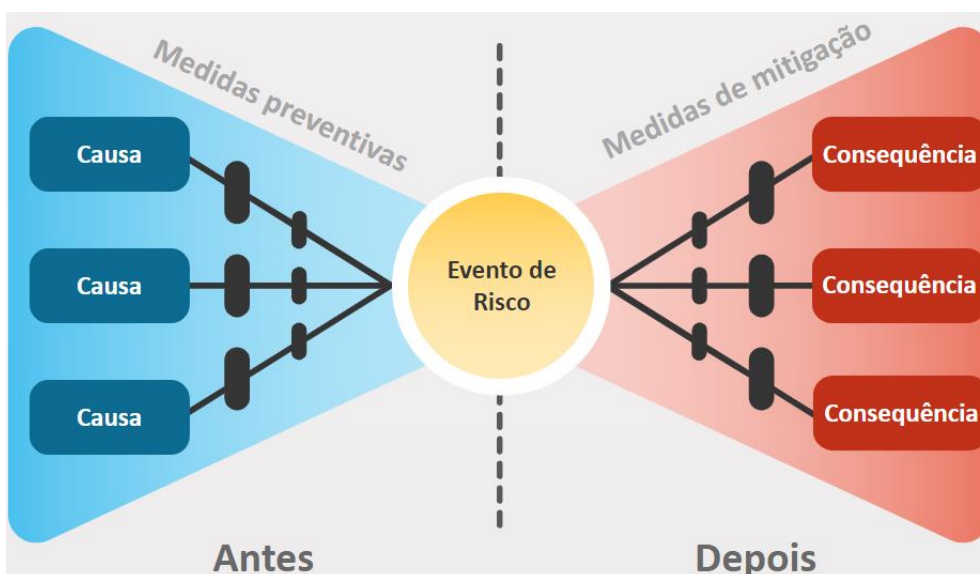 Medidas preventivas
Medidas de mitigação
Causa
Causa
Causa
Evento de
Risco
Consequência
Consequência
Consequência
Antes
Depois